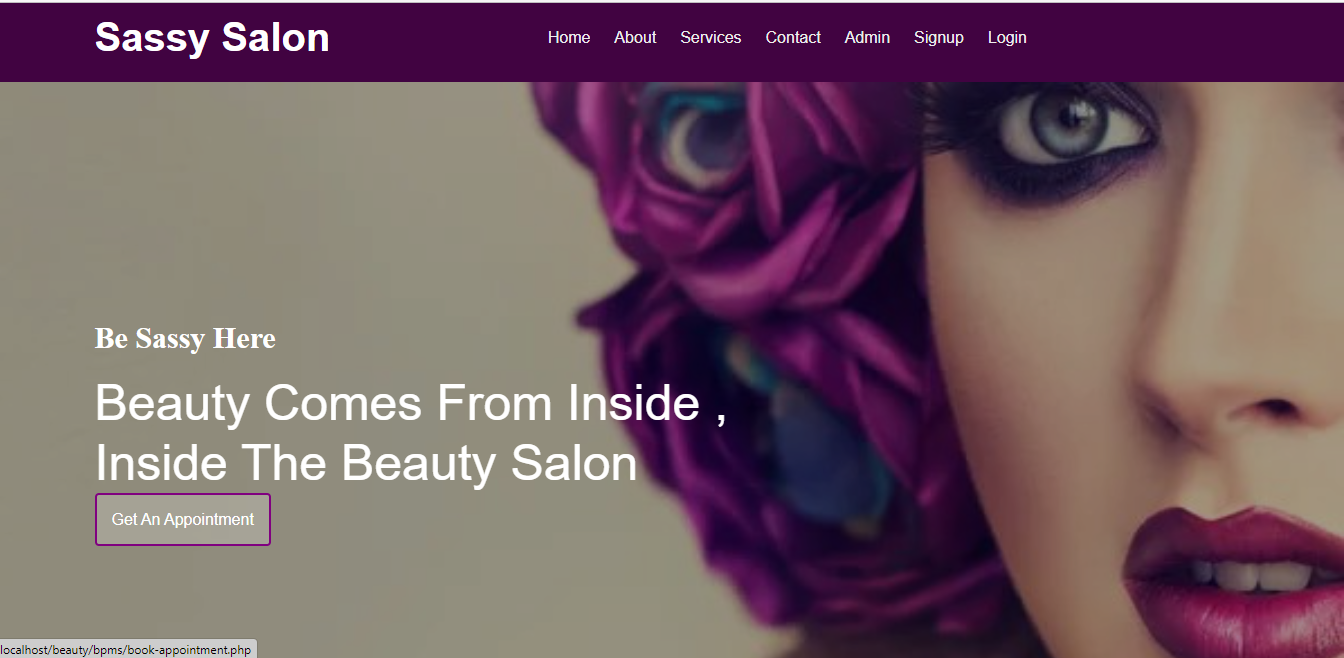 Sassy Salon
Home About Services Contact Admin Signup Login
Be Sassy Here
Beauty Comes From Inside ,
Inside The Beauty Salon
Get An Appointment
localhost/beauty/bpms/book-appointment.php